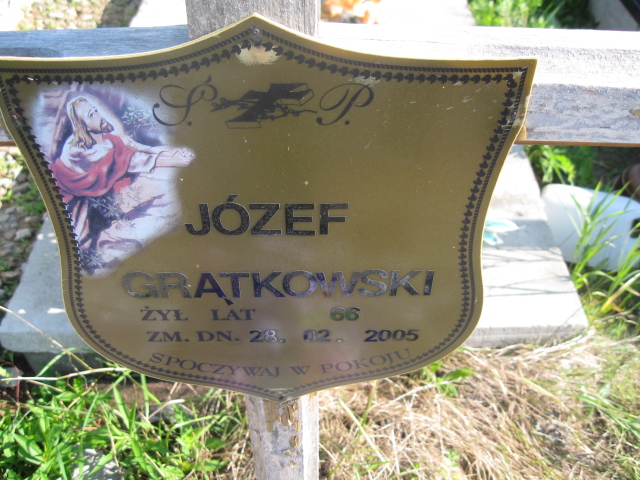 Ś. P.
JÓZEF
GRĄTKOWSKI
ŻYŁ LAT 66
ZM. DN. 28. 02. 2005
SPOCZYWAJ W POKOJU